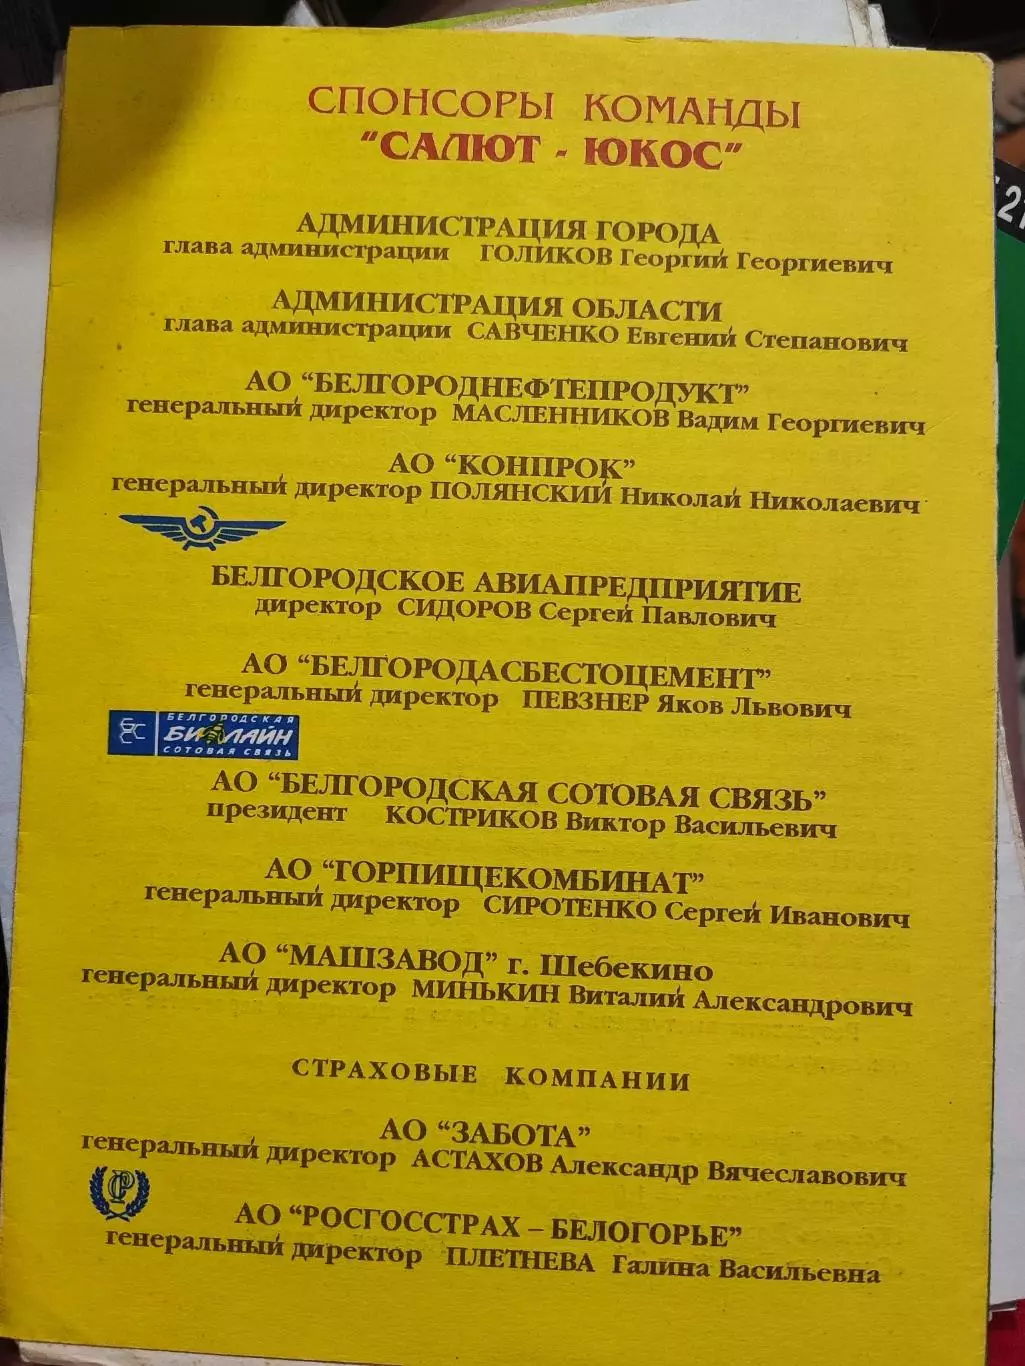 СПОНСОРЫ КОМАНДЫ
"САЛЮТ - ЮКОС"
АДМИНИСТРАЦИЯ ГОРОДА
глава администрации ГОЛИКОВ Георгий Георгиевич
АДМИНИСТРАЦИЯ ОБЛАСТИ
глава администрации САВЧЕНКО Евгений Степанович
АО "БЕЛГОРОДНЕФТЕПРОДУКТ"
генеральный директор МАСЛЕННИКОВ Вадим Георгиевич
АО "КОНПРОК"
генеральный директор ПОЛЯНСКИЙ Николай Николаевич
БЕЛГОРОДСКОЕ АВИАПРЕДПРИЯТИЕ
директор СИДОРОВ Сергей Павлович
АО "БЕЛГОРОДАСБЕСТОЦЕМЕНТ"
генеральный директор ПЕВЗНЕР Яков Львович
БЕЛГОРОДСКАЯ
БИЛАЙН
СОТОВАЯ СВЯЗЬ
АО "БЕЛГОРОДСКАЯ СОТОВАЯ СВЯЗЬ"
президент КОСТРИКОВ Виктор Васильевич
АО "ГОРПИЩЕКОМБИНАТ"
генеральный директор СИРОТЕНКО Сергей Иванович
АО "МАШЗАВОД" г. Шебекино
генеральный директор МИНЬКИН Виталий Александрович
СТРАХОВЫЕ КОМПАНИИ
АО "ЗАБОТА"
генеральный директор АСТАХОВ Александр Вячеславович
АО "РОСГОССТРАХ – БЕЛОГОРЬЕ"
генеральный директор ПЛЕТНЕВА Галина Васильевна